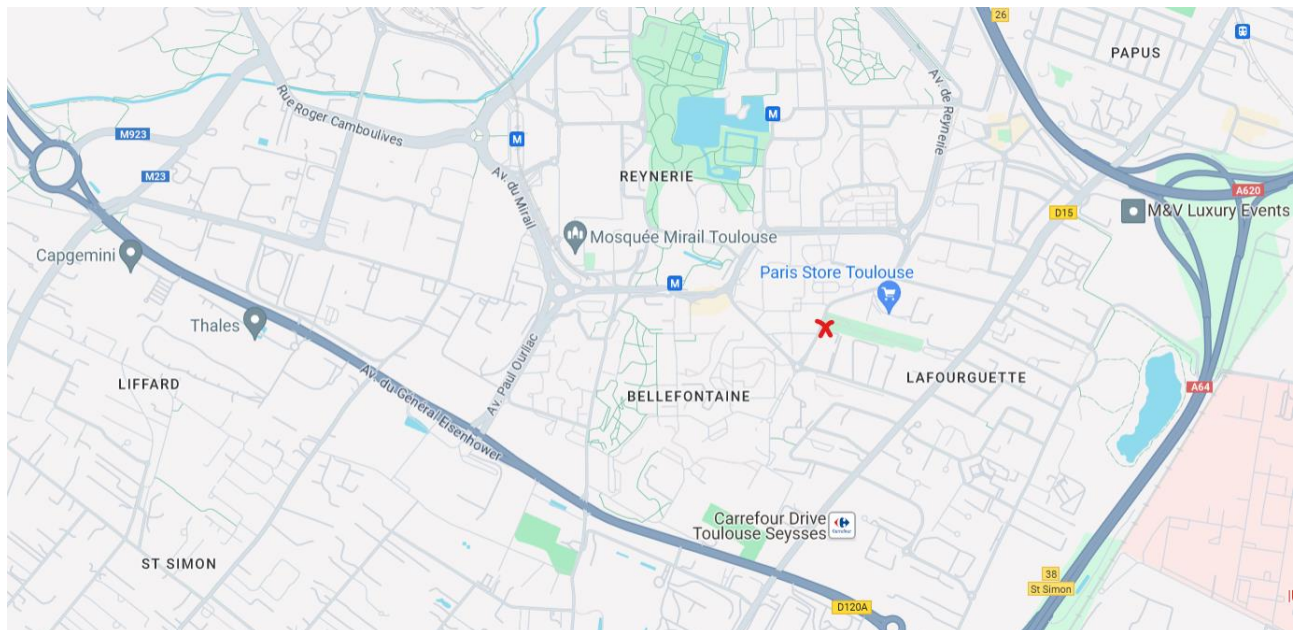 26
PAPUS
Av. de Reynerie
Rue Roger Camboulives
M923
M
M
M23
REYNERIE
Av. du Mirail
A620
D15
M&V Luxury Events
Mosquée Mirail Toulouse
Capgemini
Paris Store Toulouse
M
Thales
Av. Paul Ourliac
LIFFARD
Av. du Général Eisenhower
BELLEFONTAINE
LAFOURGUETTE
A64
Carrefour Drive
Toulouse Seysses
ST SIMON
38
St Simon
D120A